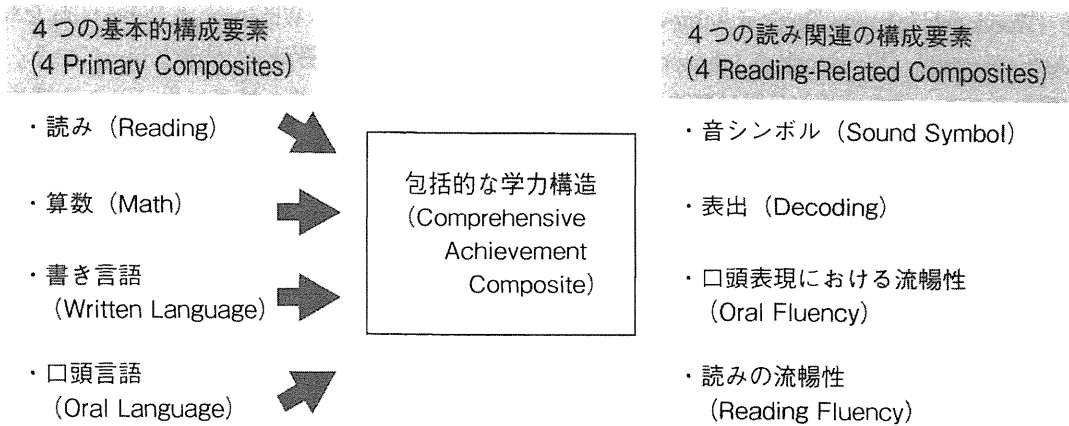 4つの基本的構成要素
(4 Primary Composites)
・読み (Reading)
・算数 (Math)
・書き言語
(Written Language)
・口頭言語
(Oral Language)
包括的な学力構造
(Comprehensive
Achievement
Composite)
4つの読み関連の構成要素
(4 Reading-Related Composites)
・音シンボル (Sound Symbol)
・表出 (Decoding)
・口頭表現における流暢性
(Oral Fluency)
・読みの流暢性
(Reading Fluency)